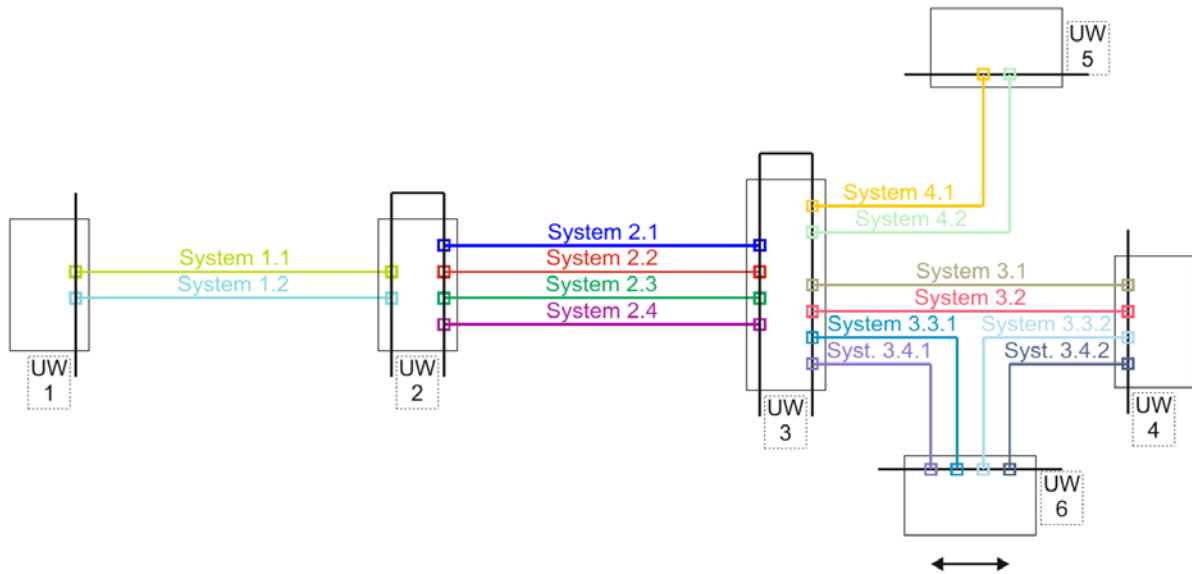 UW
5
System 4.1
System 4.2
System 2.1
System 1.1
System 2.2
System 3.1
System 1.2
System 2.3
System 3.2
System 2.4
System 3.3.1
System 3.3.2
Syst. 3.4.1
Syst. 3.4.2
UW
1
UW
2
UW
3
UW
4
UW
6